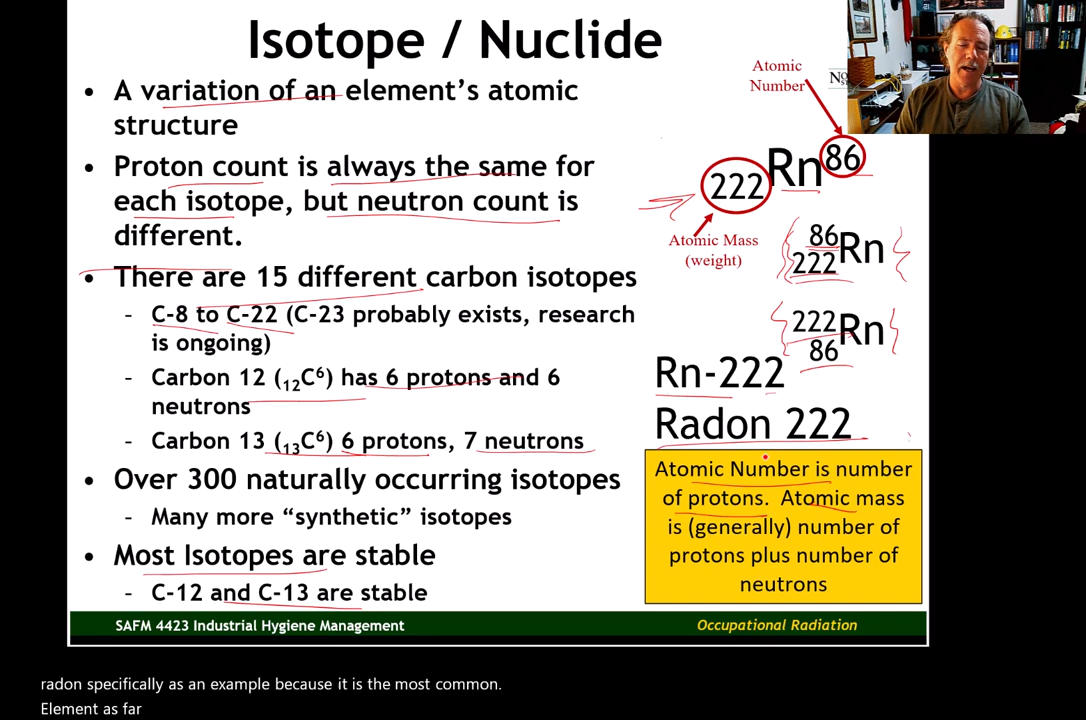 Isotope / Nuclide
• A variation of an element's atomic
structure
• Proton count is always the same for
each isotope, but neutron count is
different.
• There are 15 different carbon isotopes
- C-8 to C-22 (C-23 probably exists, research
is ongoing)
- Carbon 12 (₁₂C⁶) has 6 protons and 6
neutrons
- Carbon 13 (₁₃C⁶) 6 protons, 7 neutrons
• Over 300 naturally occurring isotopes
- Many more “synthetic” isotopes
• Most Isotopes are stable
- C-12 and C-13 are stable
Atomic
Number
₂₂₂Rn⁸⁶
Atomic Mass
(weight)
86
222
Rn
222
86
Rn
Rn-222
Radon 222
Atomic Number is number
of protons. Atomic mass
is (generally) number of
protons plus number of
neutrons
SAFM 4423 Industrial Hygiene Management
Occupational Radiation
radon specifically as an example because it is the most common.
Element as far